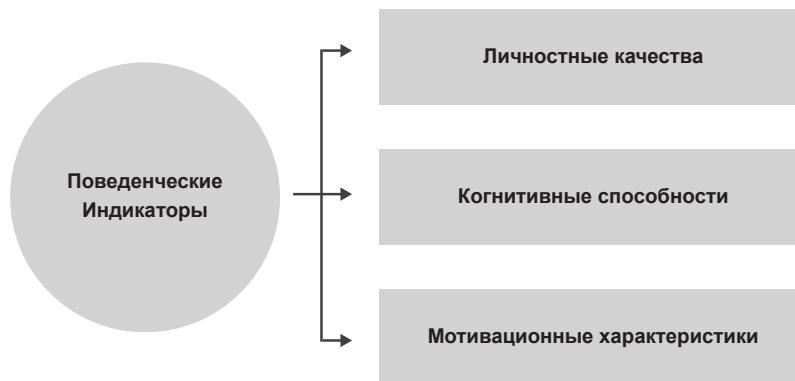 Поведенческие
Индикаторы
Личностные качества
Когнитивные способности
Мотивационные характеристики